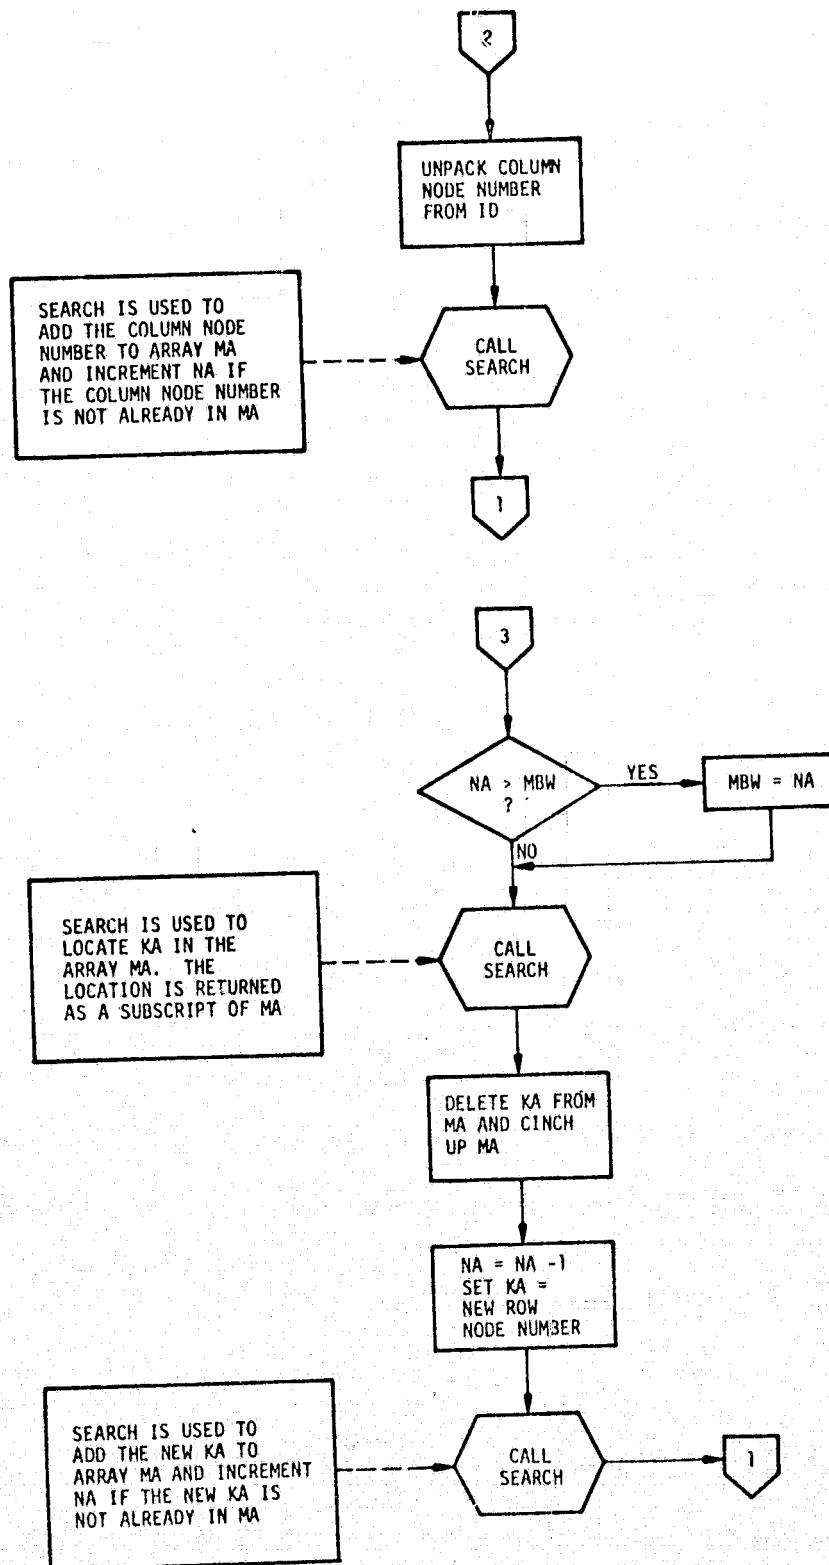 2
UNPACK COLUMN
NODE NUMBER
FROM ID
SEARCH IS USED TO
ADD THE COLUMN NODE
NUMBER TO ARRAY MA
AND INCREMENT NA IF
THE COLUMN NODE NUMBER
IS NOT ALREADY IN MA
CALL
SEARCH
1
3
NA > MBW
?
YES
MBW = NA
NO
SEARCH IS USED TO
LOCATE KA IN THE
ARRAY MA. THE
LOCATION IS RETURNED
AS A SUBSCRIPT OF MA
CALL
SEARCH
DELETE KA FROM
MA AND CINCH
UP MA
NA = NA -1
SET KA =
NEW ROW
NODE NUMBER
SEARCH IS USED TO
ADD THE NEW KA TO
ARRAY MA AND INCREMENT
NA IF THE NEW KA IS
NOT ALREADY IN MA
CALL
SEARCH
1